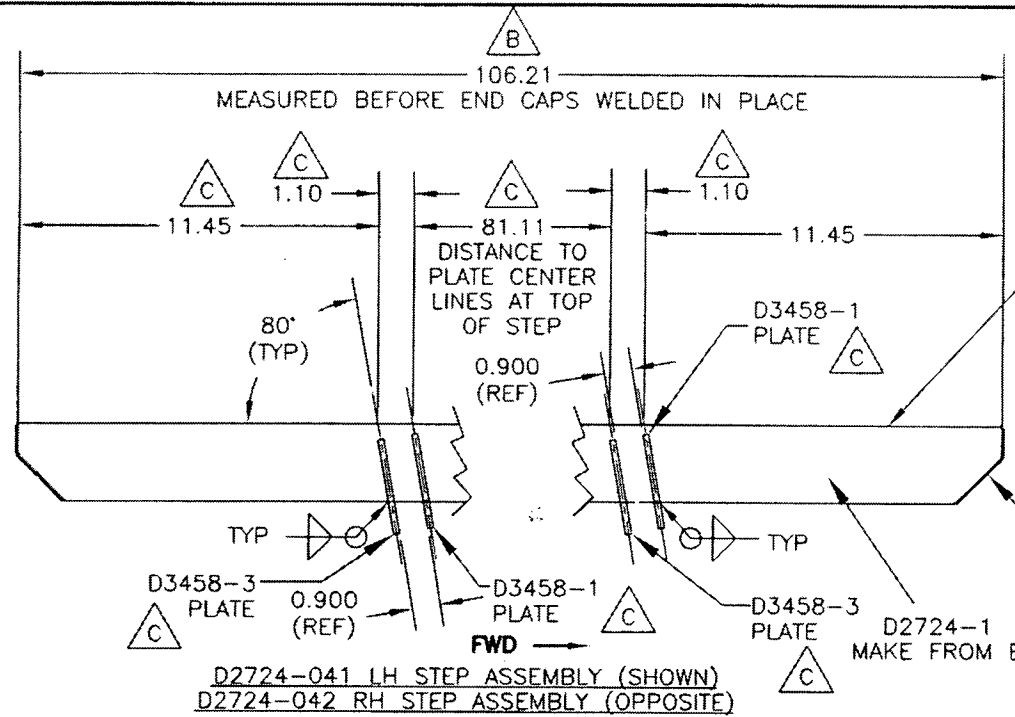 B
106.21
MEASURED BEFORE END CAPS WELDED IN PLACE
C
C
C
C
1.10
1.10
11.45
81.11
11.45
DISTANCE TO
PLATE CENTER
LINES AT TOP
OF STEP
80°
(TYP)
D3458-1
PLATE
C
0.900
(REF)
TYP
TYP
D3458-3
PLATE
C
0.900
(REF)
D3458-1
PLATE
C
D3458-3
PLATE
C
D2724-1
MAKE FROM
FWD
D2724-041 LH STEP ASSEMBLY (SHOWN)
D2724-042 RH STEP ASSEMBLY (OPPOSITE)